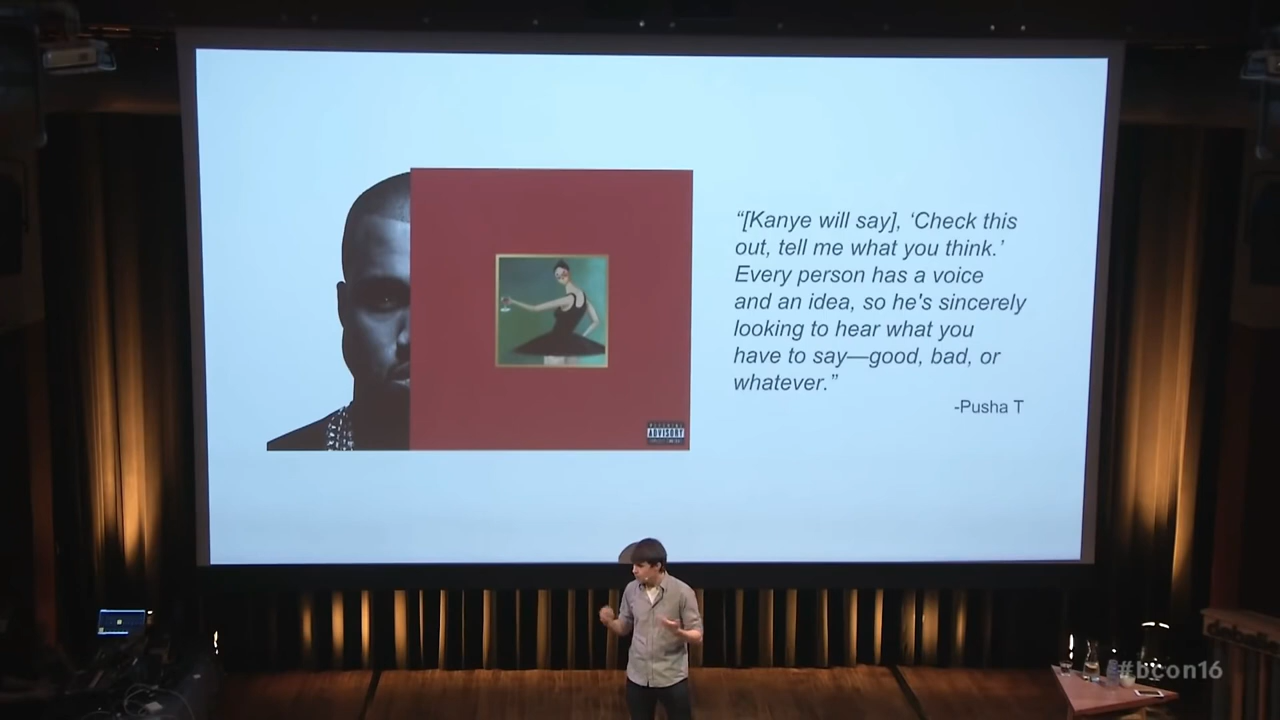 “[Kanye will say], ‘Check this
out, tell me what you think.’
Every person has a voice
and an idea, so he's sincerely
looking to hear what you
have to say—good, bad, or
whatever.”
-Pusha T
ADVISORY
#bcon16